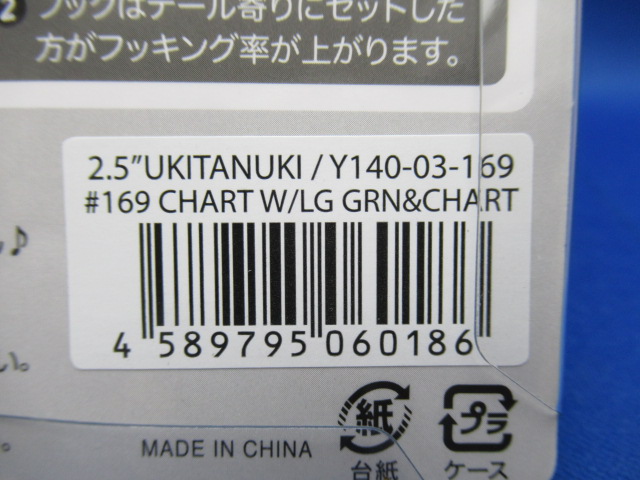 2 フックはテール寄りにセットした
方がフッキング率が上がります。
2.5”UKITANUKI / Y140-03-169
#169 CHART W/LG GRN&CHART
♪
4 589795 060186
い。
。
MADE IN CHINA
紙
プラ
台紙
ケース